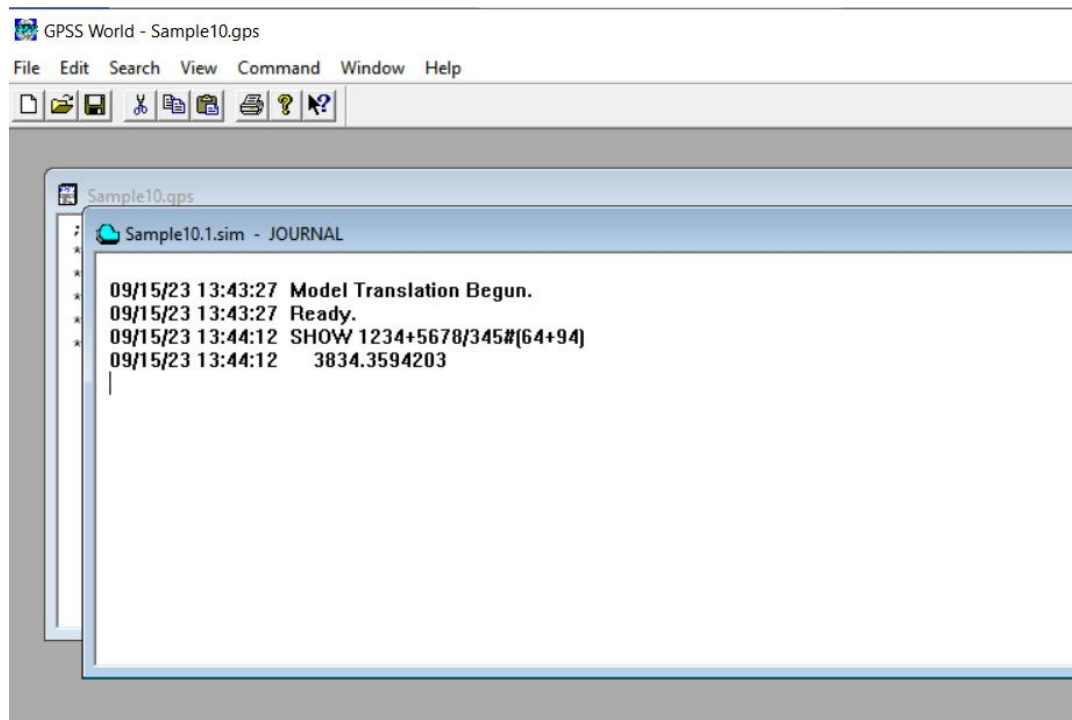 GPSS World - Sample10.gps
File Edit Search View Command Window Help
Sample10.gps
;
*
*
*
*
*
Sample10.1.sim - JOURNAL
09/15/23 13:43:27 Model Translation Begun.
09/15/23 13:43:27 Ready.
09/15/23 13:44:12 SHOW 1234+5678/345#(64+94)
09/15/23 13:44:12 3834.3594203